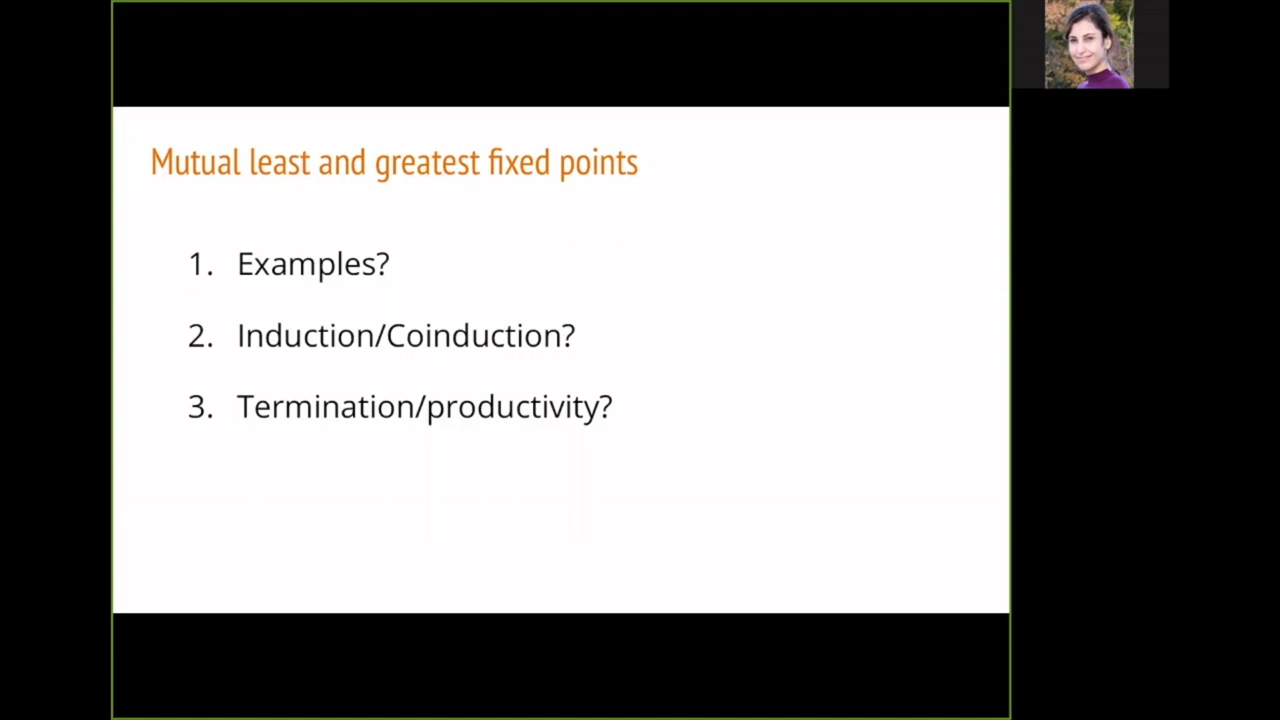 Mutual least and greatest fixed points
1. Examples?
2. Induction/Coinduction?
3. Termination/productivity?